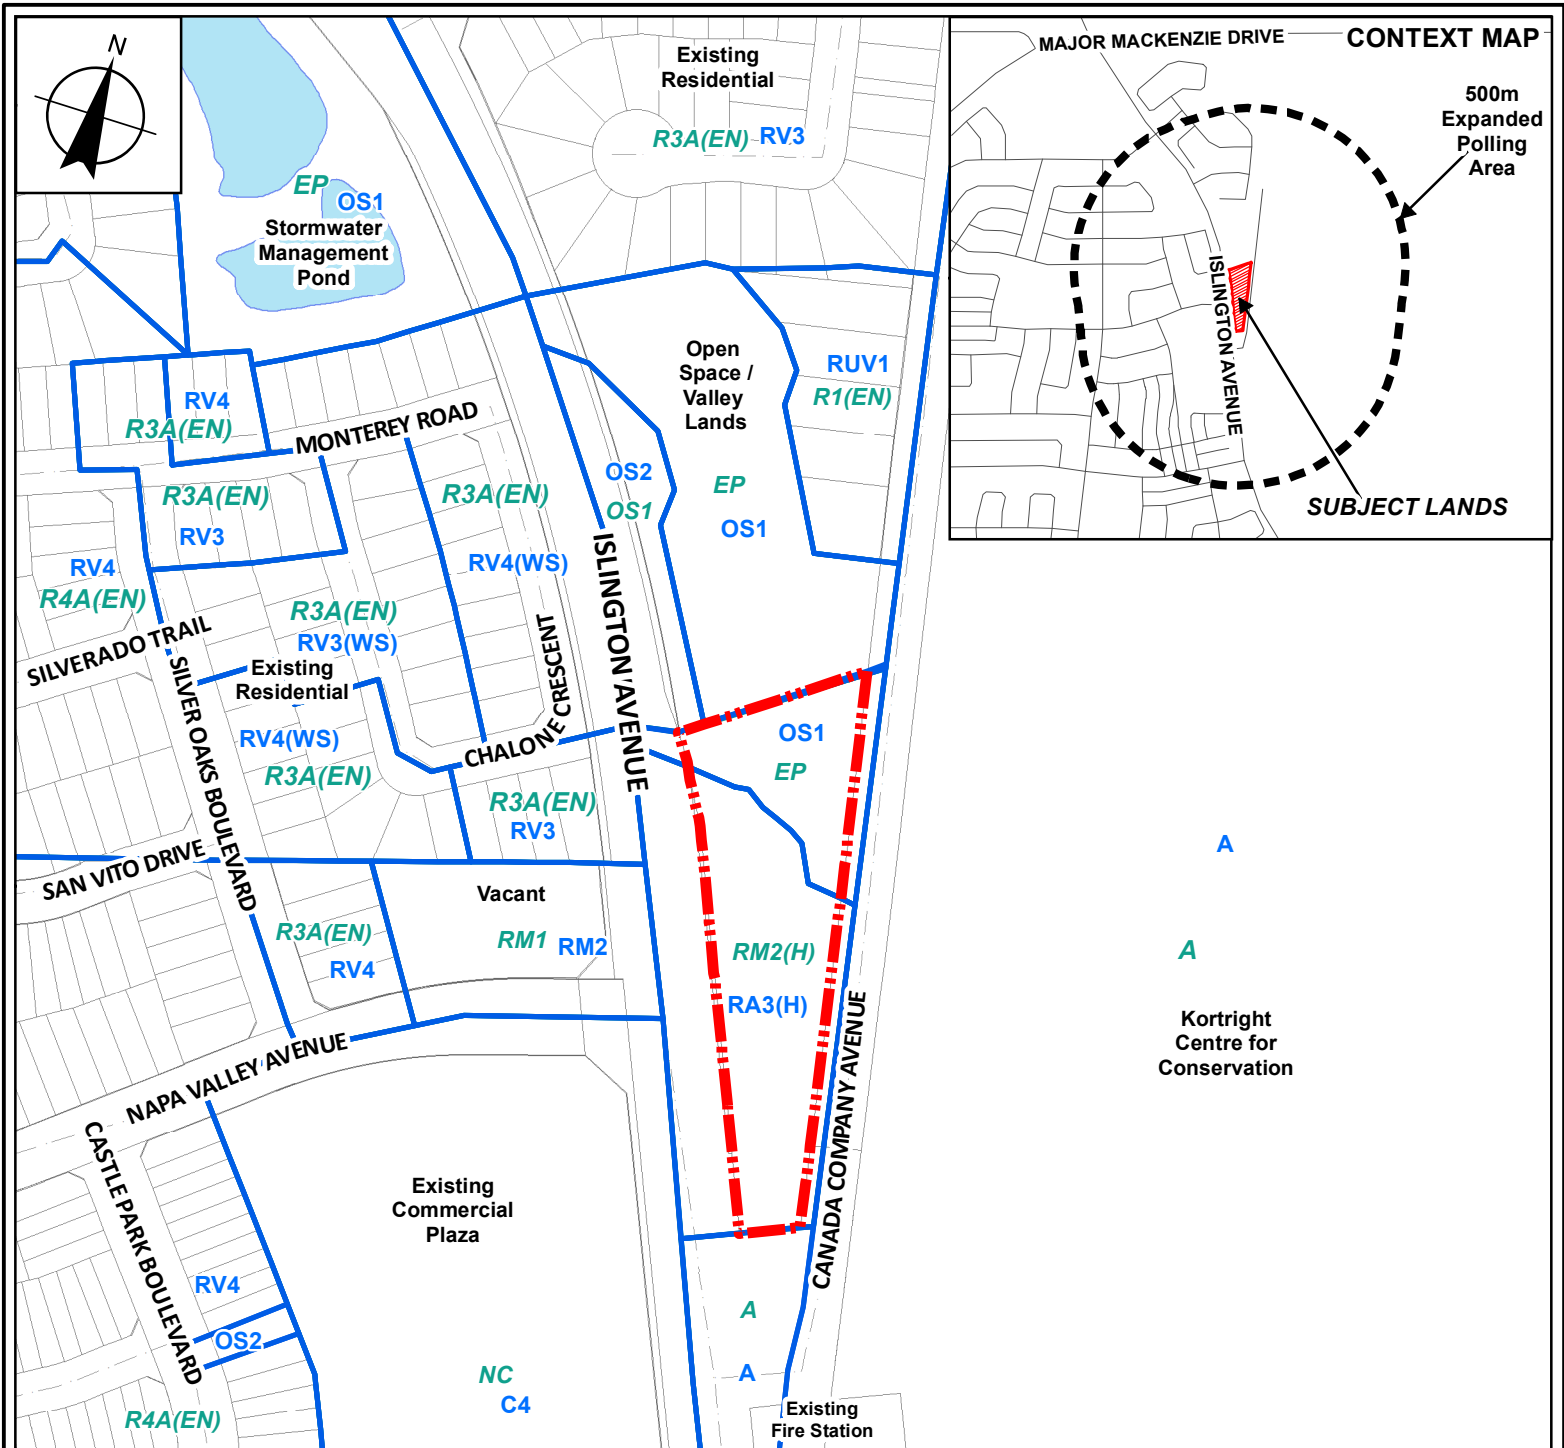 N
CONTEXT MAP
MAJOR MACKENZIE DRIVE
500m
Expanded
Polling
Area
ISLINGTON AVENUE
SUBJECT LANDS
Existing
Residential
R3A(EN) RV3
EP
OS1
Stormwater
Management
Pond
Open
Space /
Valley
Lands
RUV1
R1(EN)
RV4
R3A(EN)
MONTEREY ROAD
OS2
OS1
EP
OS1
R3A(EN)
RV3
R3A(EN)
RV4(WS)
RV4
R4A(EN)
R3A(EN)
RV3(WS)
SILVERADO TRAIL
Existing
Residential
SILVER OAKS BOULEVARD
ISLINGTON AVENUE
CHALONE CRESCENT
RV4(WS)
R3A(EN)
OS1
EP
R3A(EN)
RV3
SAN VITO DRIVE
A
Vacant
R3A(EN)
RV4
RM1 RM2
RM2(H)
RA3(H)
A
Kortright
Centre for
Conservation
CANADA COMPANY AVENUE
NAPA VALLEY AVENUE
CASTLE PARK BOULEVARD
Existing
Commercial
Plaza
RV4
OS2
A
A
NC
C4
R4A(EN)
Existing
Fire Station